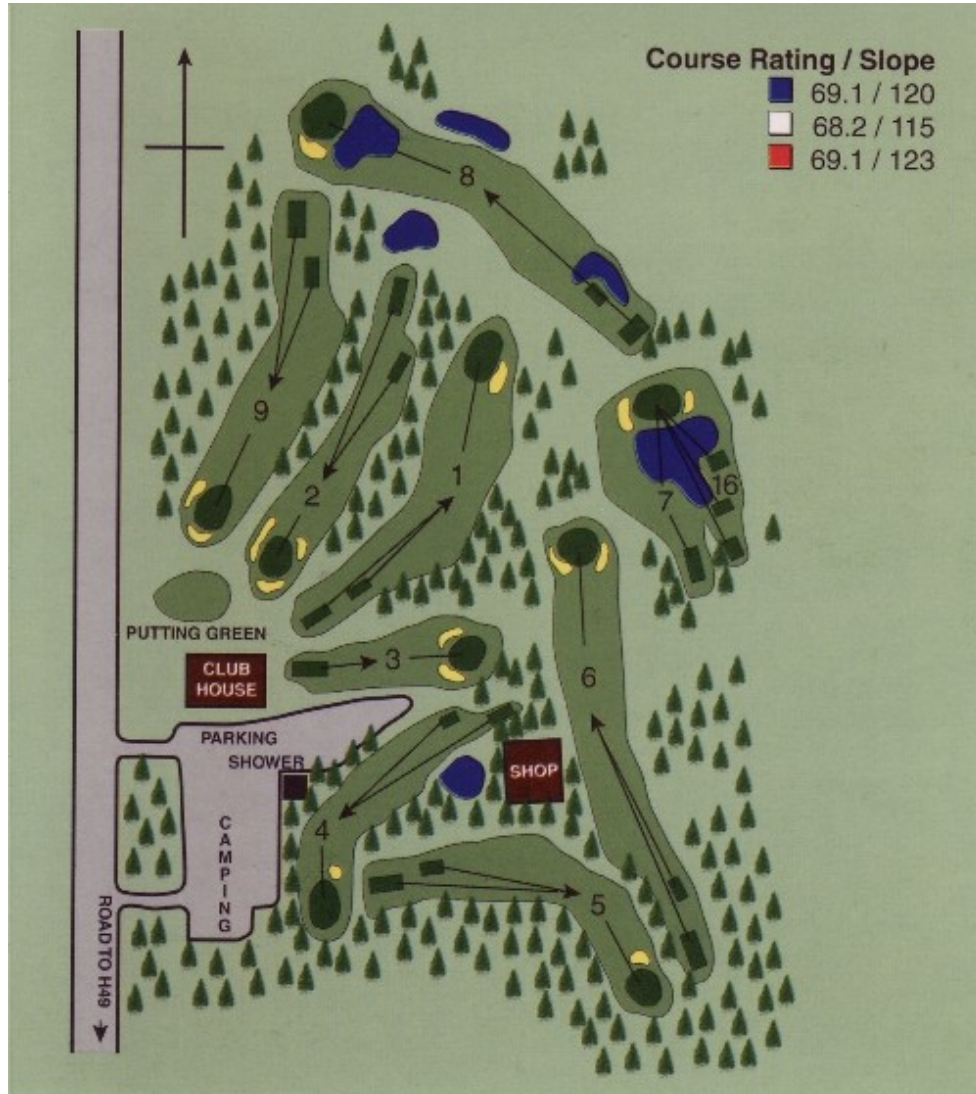 Course Rating / Slope
69.1 / 120
68.2 / 115
69.1 / 123
8
9
2
1
7
16
PUTTING GREEN
CLUB
HOUSE
3
6
PARKING
SHOWER
SHOP
4
CAMPING
5
ROAD TO H49